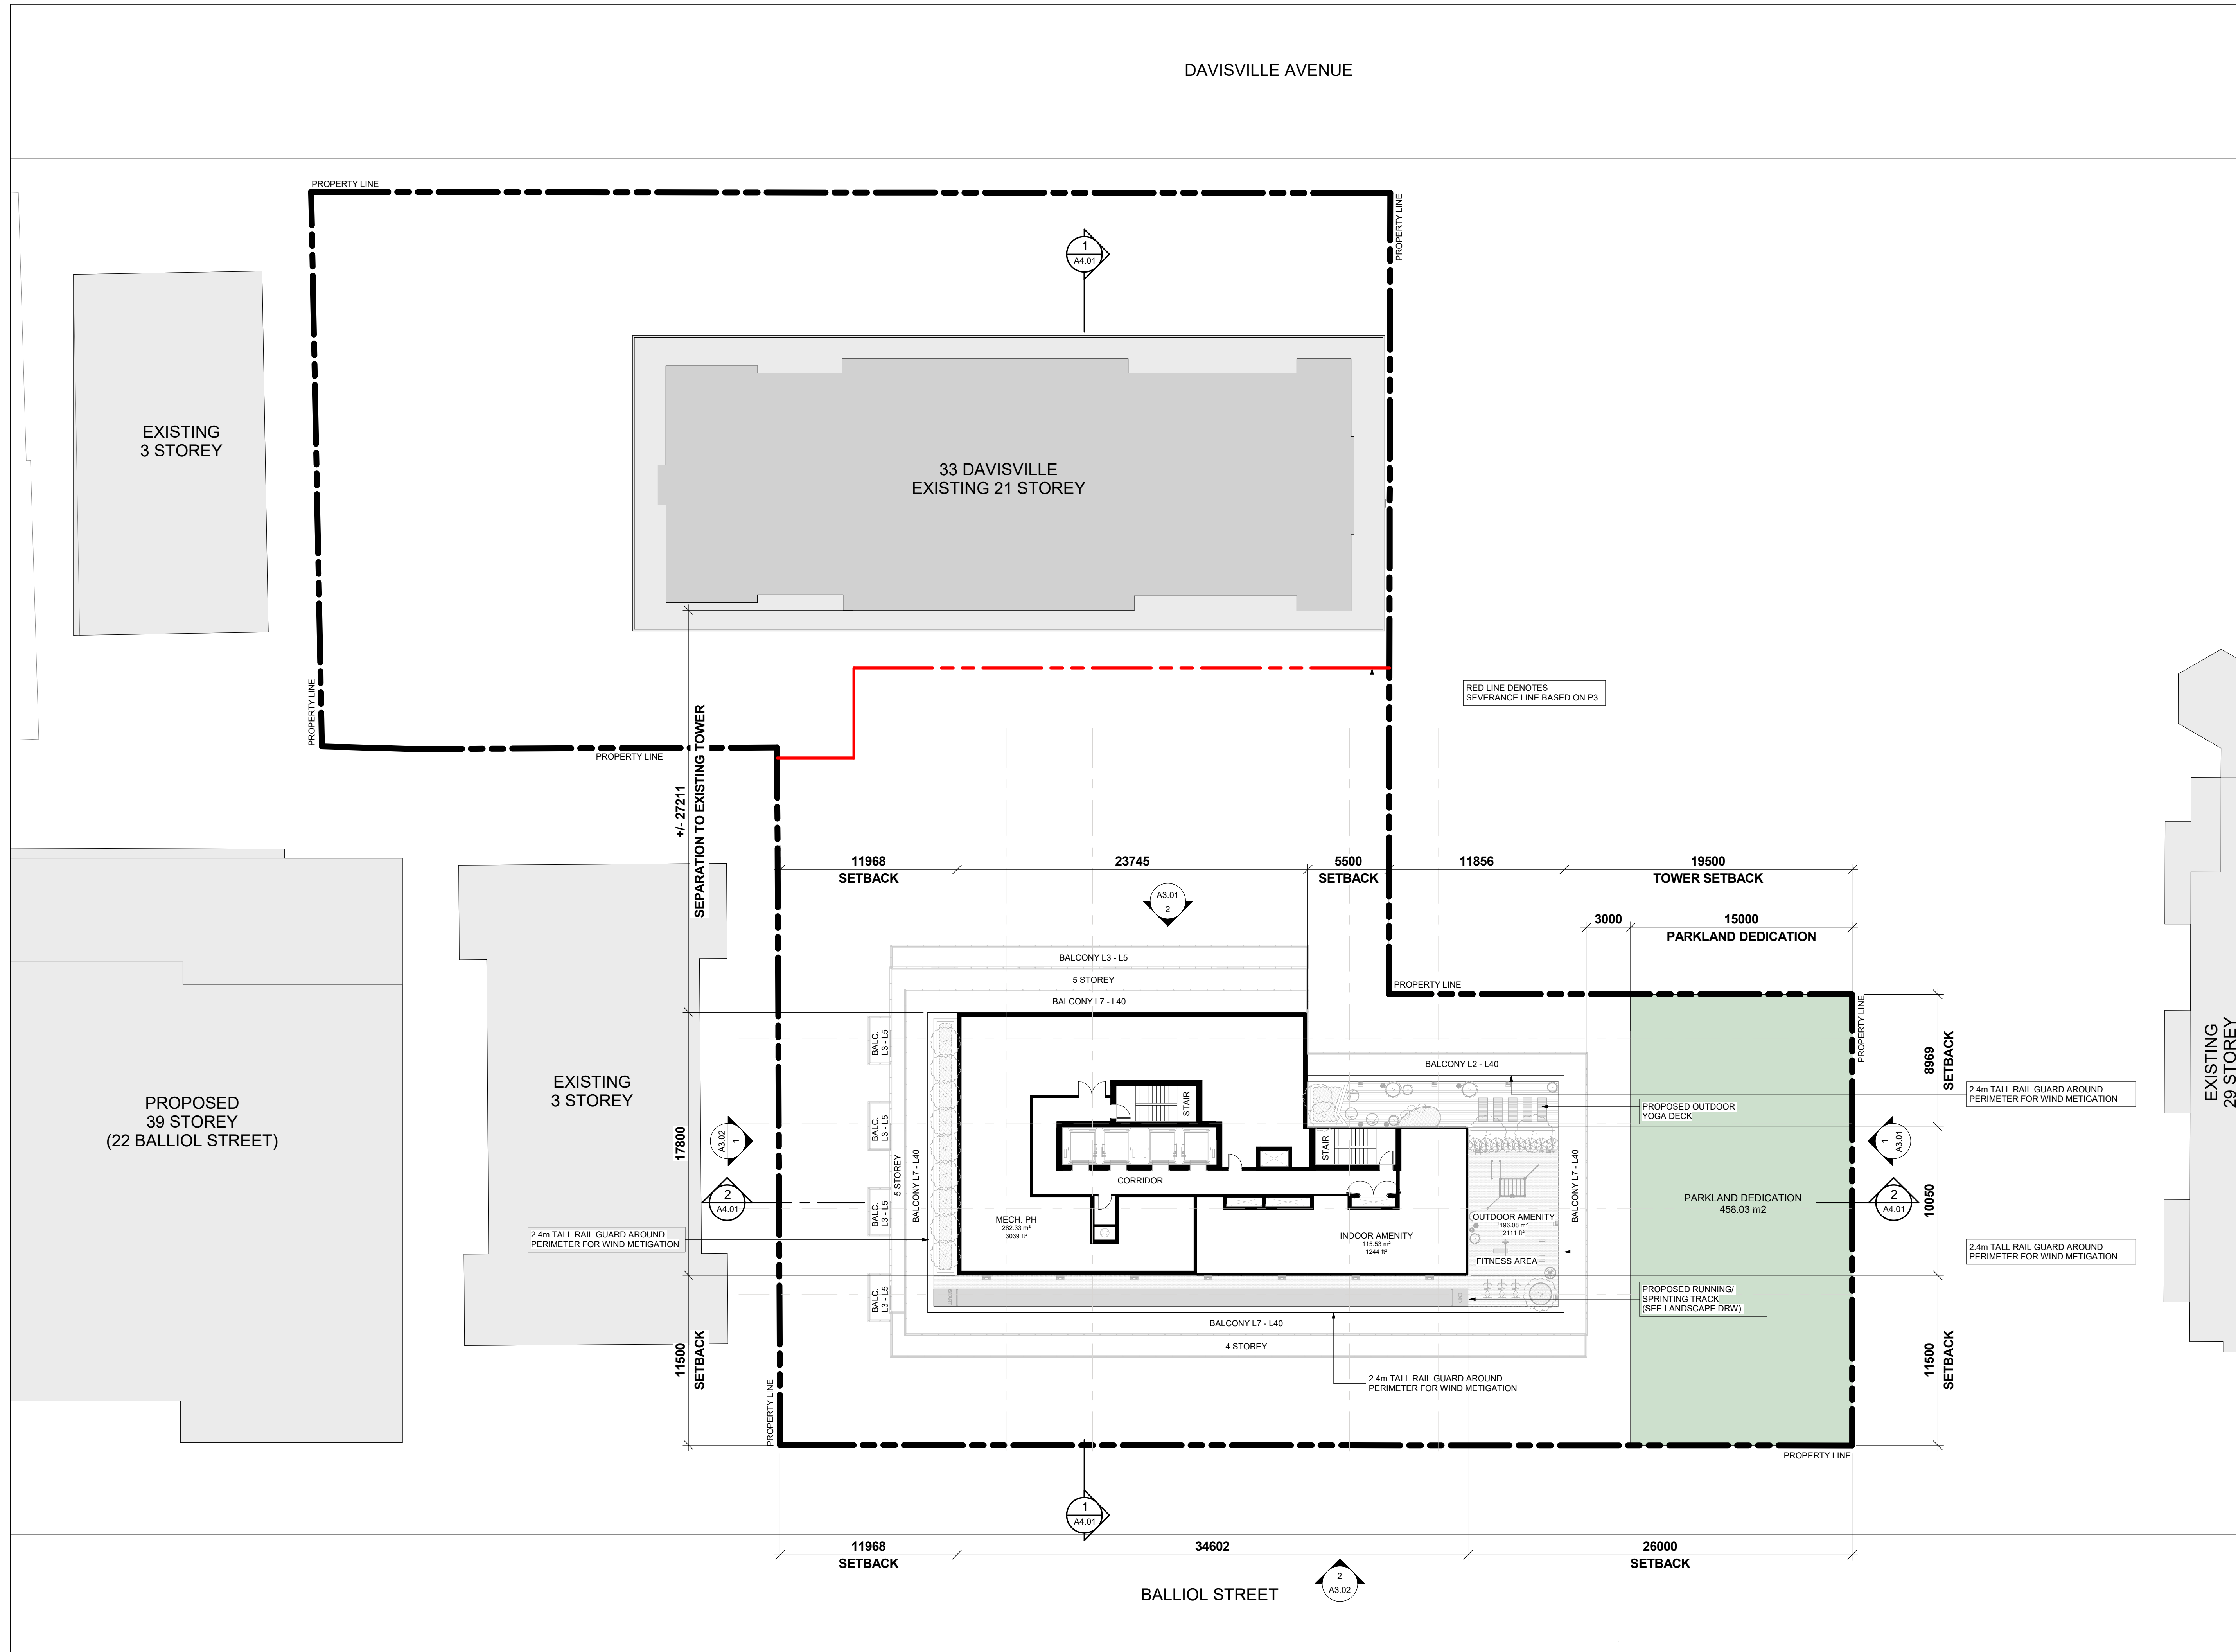 DAVISVILLE AVENUE
PROPERTY LINE
PROPERTY LINE
1
A4.01
EXISTING
3 STOREY
33 DAVISVILLE
EXISTING 21 STOREY
RED LINE DENOTES
SEVERANCE LINE BASED ON P3
PROPERTY LINE
PROPERTY LINE
+/- 27211
SEPARATION TO EXISTING TOWER
11968
SETBACK
23745
5500
SETBACK
11856
19500
TOWER SETBACK
A3.01
2
3000
15000
PARKLAND DEDICATION
BALCONY L3 - L5
5 STOREY
BALCONY L7 - L40
PROPERTY LINE
PROPERTY LINE
8969
SETBACK
BALC.
L3 - L5
BALCONY L2 - L40
EXISTING
29 STOREY
2.4m TALL RAIL GUARD AROUND
PERIMETER FOR WIND METIGATION
PROPOSED OUTDOOR
YOGA DECK
PROPOSED
39 STOREY
(22 BALLIOL STREET)
EXISTING
3 STOREY
A3.02
1
17800
BALC.
L3 - L5
STAIR
STAIR
1
A3.01
5 STOREY
BALCONY L7 - L40
CORRIDOR
BALCONY L7 - L40
10050
2
A4.01
BALC.
L3 - L5
MECH. PH
282.33 m²
3039 ft²
INDOOR AMENITY
115.53 m²
1244 ft²
OUTDOOR AMENITY
196.08 m²
2111 ft²
FITNESS AREA
PARKLAND DEDICATION
458.03 m2
2
A4.01
2.4m TALL RAIL GUARD AROUND
PERIMETER FOR WIND METIGATION
2.4m TALL RAIL GUARD AROUND
PERIMETER FOR WIND METIGATION
BALC.
L3 - L5
START
PROPOSED RUNNING/
SPRINTING TRACK
(SEE LANDSCAPE DRW)
BALCONY L7 - L40
4 STOREY
11500
SETBACK
11500
SETBACK
2.4m TALL RAIL GUARD AROUND
PERIMETER FOR WIND METIGATION
PROPERTY LINE
PROPERTY LINE
1
A4.01
11968
SETBACK
34602
26000
SETBACK
2
A3.02
BALLIOL STREET